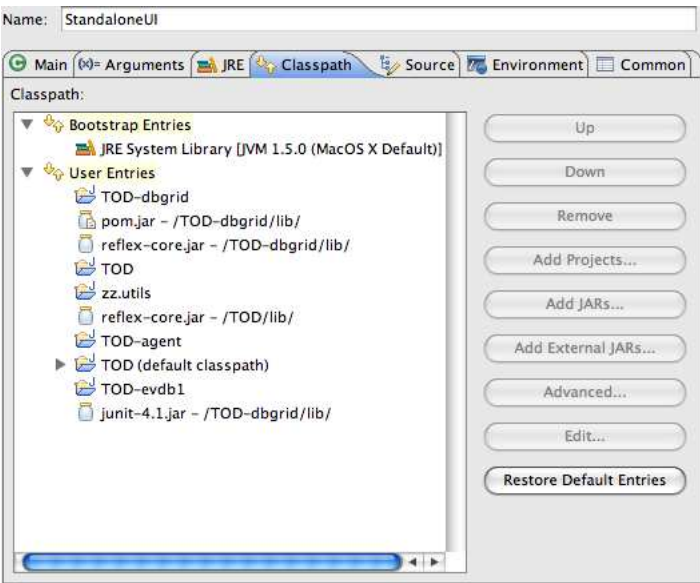 Name: StandaloneUI
Main (x)= Arguments JRE Classpath Source Environment Common
Classpath:
Bootstrap Entries
JRE System Library [JVM 1.5.0 (MacOS X Default)]
User Entries
TOD-dbgrid
pom.jar - /TOD-dbgrid/lib/
reflex-core.jar - /TOD-dbgrid/lib/
TOD
zz.utils
reflex-core.jar - /TOD/lib/
TOD-agent
TOD (default classpath)
TOD-evdb1
junit-4.1.jar - /TOD-dbgrid/lib/
Up
Down
Remove
Add Projects...
Add JARs...
Add External JARs...
Advanced...
Edit...
Restore Default Entries